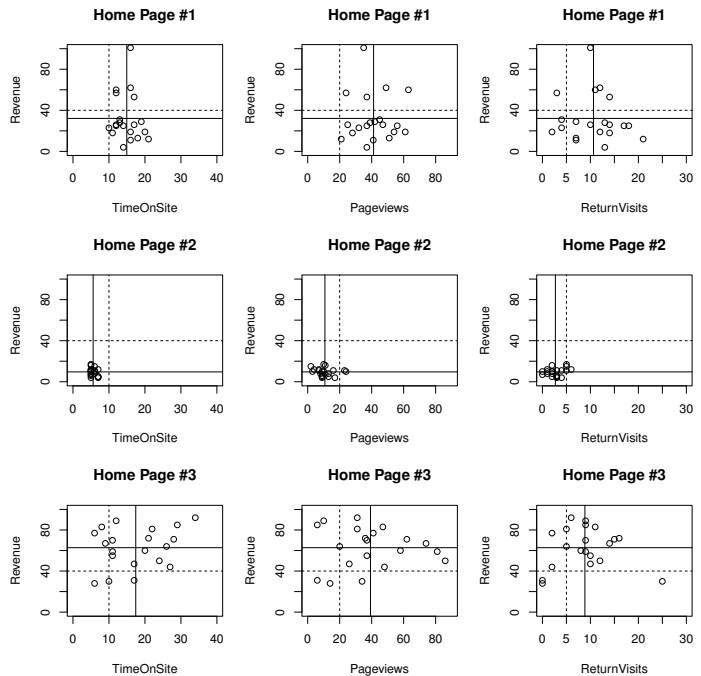 Home Page #1 Home Page #1 Home Page #1
Revenue
0 40 80
0 10 20 30 40
TimeOnSite
Revenue
0 40 80
0 20 40 60 80
Pageviews
Revenue
0 40 80
0 5 10 15 20 30
ReturnVisits
Home Page #2 Home Page #2 Home Page #2
Revenue
0 40 80
0 10 20 30 40
TimeOnSite
Revenue
0 40 80
0 20 40 60 80
Pageviews
Revenue
0 40 80
0 5 10 20 30
ReturnVisits
Home Page #3 Home Page #3 Home Page #3
Revenue
0 40 80
0 10 20 30 40
TimeOnSite
Revenue
0 40 80
0 20 40 60 80
Pageviews
Revenue
0 40 80
0 5 10 20 30
ReturnVisits